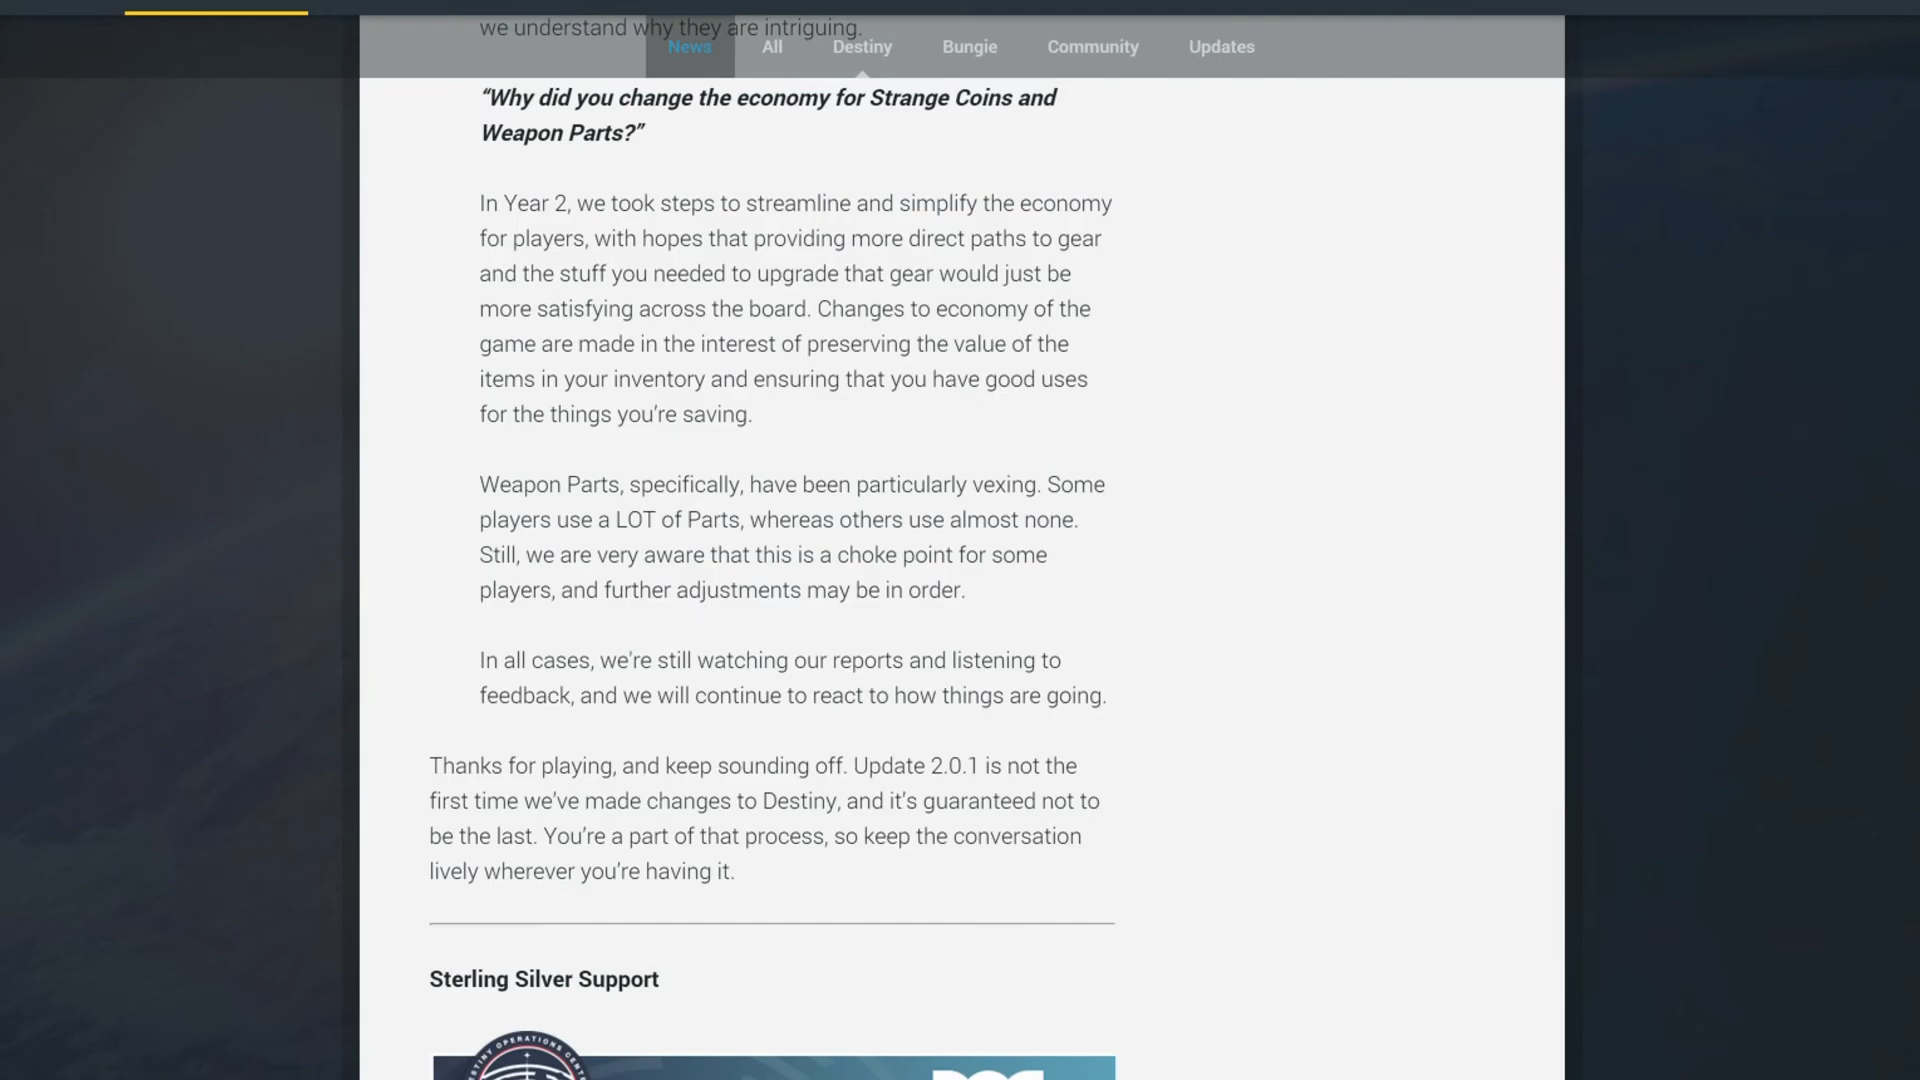 we understand why they are intriguing.
News All Destiny Bungie Community Updates
“Why did you change the economy for Strange Coins and
Weapon Parts?”
In Year 2, we took steps to streamline and simplify the economy
for players, with hopes that providing more direct paths to gear
and the stuff you needed to upgrade that gear would just be
more satisfying across the board. Changes to economy of the
game are made in the interest of preserving the value of the
items in your inventory and ensuring that you have good uses
for the things you’re saving.
Weapon Parts, specifically, have been particularly vexing. Some
players use a LOT of Parts, whereas others use almost none.
Still, we are very aware that this is a choke point for some
players, and further adjustments may be in order.
In all cases, we're still watching our reports and listening to
feedback, and we will continue to react to how things are going.
Thanks for playing, and keep sounding off. Update 2.0.1 is not the
first time we’ve made changes to Destiny, and it’s guaranteed not to
be the last. You’re a part of that process, so keep the conversation
lively wherever you’re having it.
Sterling Silver Support
DESTINY OPERATIONS